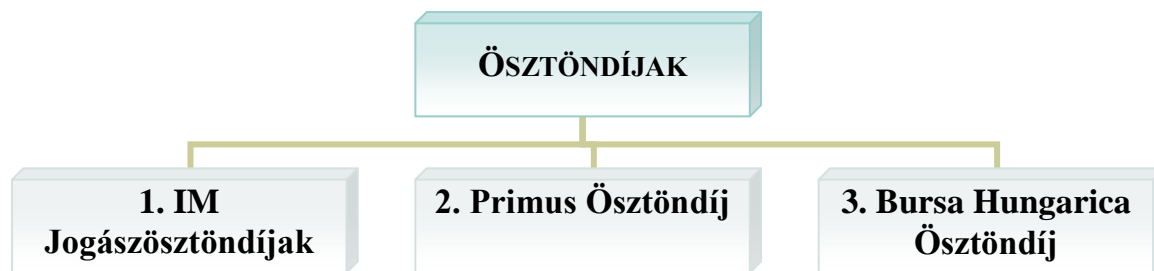 ÖSZTÖNDÍJAK
1. IM
Jogászösztöndíjak
2. Primus Ösztöndíj
3. Bursa Hungarica
Ösztöndíj